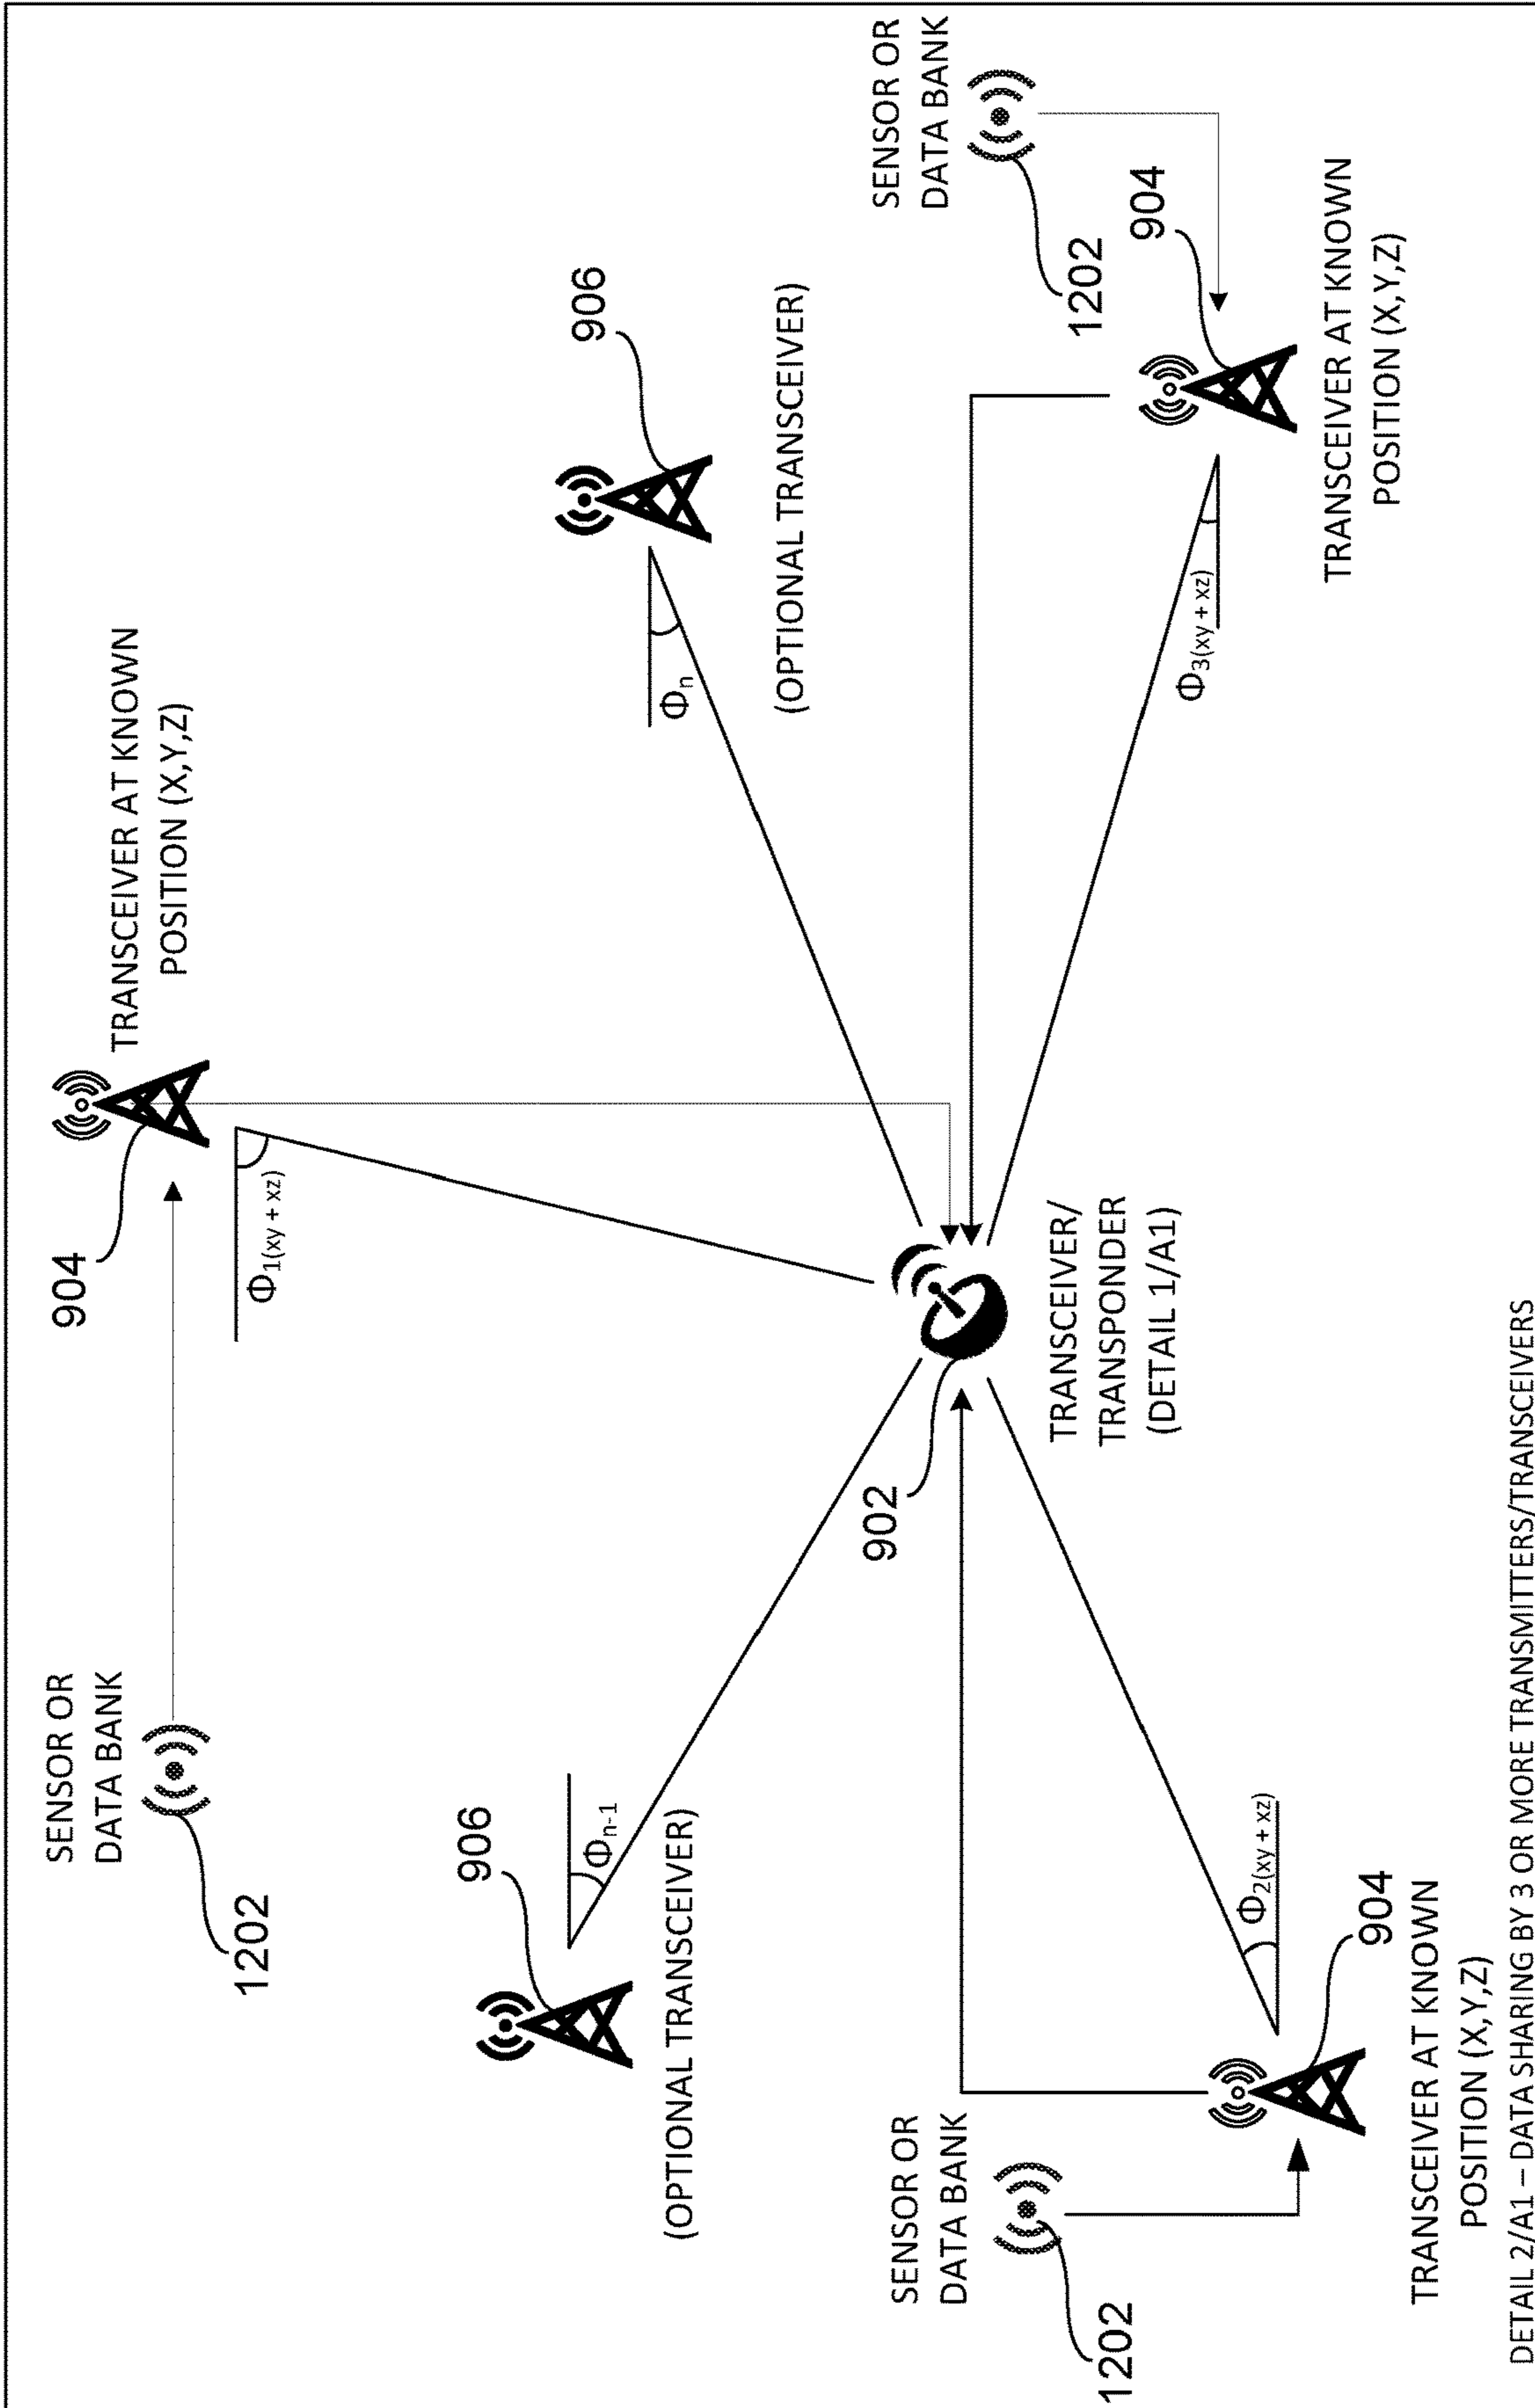 SENSOR OR
DATA BANK
1202
904
TRANSCEIVER AT KNOWN
POSITION (X,Y,Z)
Φ1(xy + xz)
906
(OPTIONAL TRANSCEIVER)
Φn-1
906
(OPTIONAL TRANSCEIVER)
Φn
SENSOR OR
DATA BANK
1202
902
TRANSCEIVER/
TRANSPONDER
(DETAIL 1/A1)
SENSOR OR
DATA BANK
1202
904
Φ2(xy + xz)
904
TRANSCEIVER AT KNOWN
POSITION (X,Y,Z)
Φ3(xy + xz)
TRANSCEIVER AT KNOWN
POSITION (X,Y,Z)
DETAIL 2/A1 – DATA SHARING BY 3 OR MORE TRANSMITTERS/TRANSCEIVERS